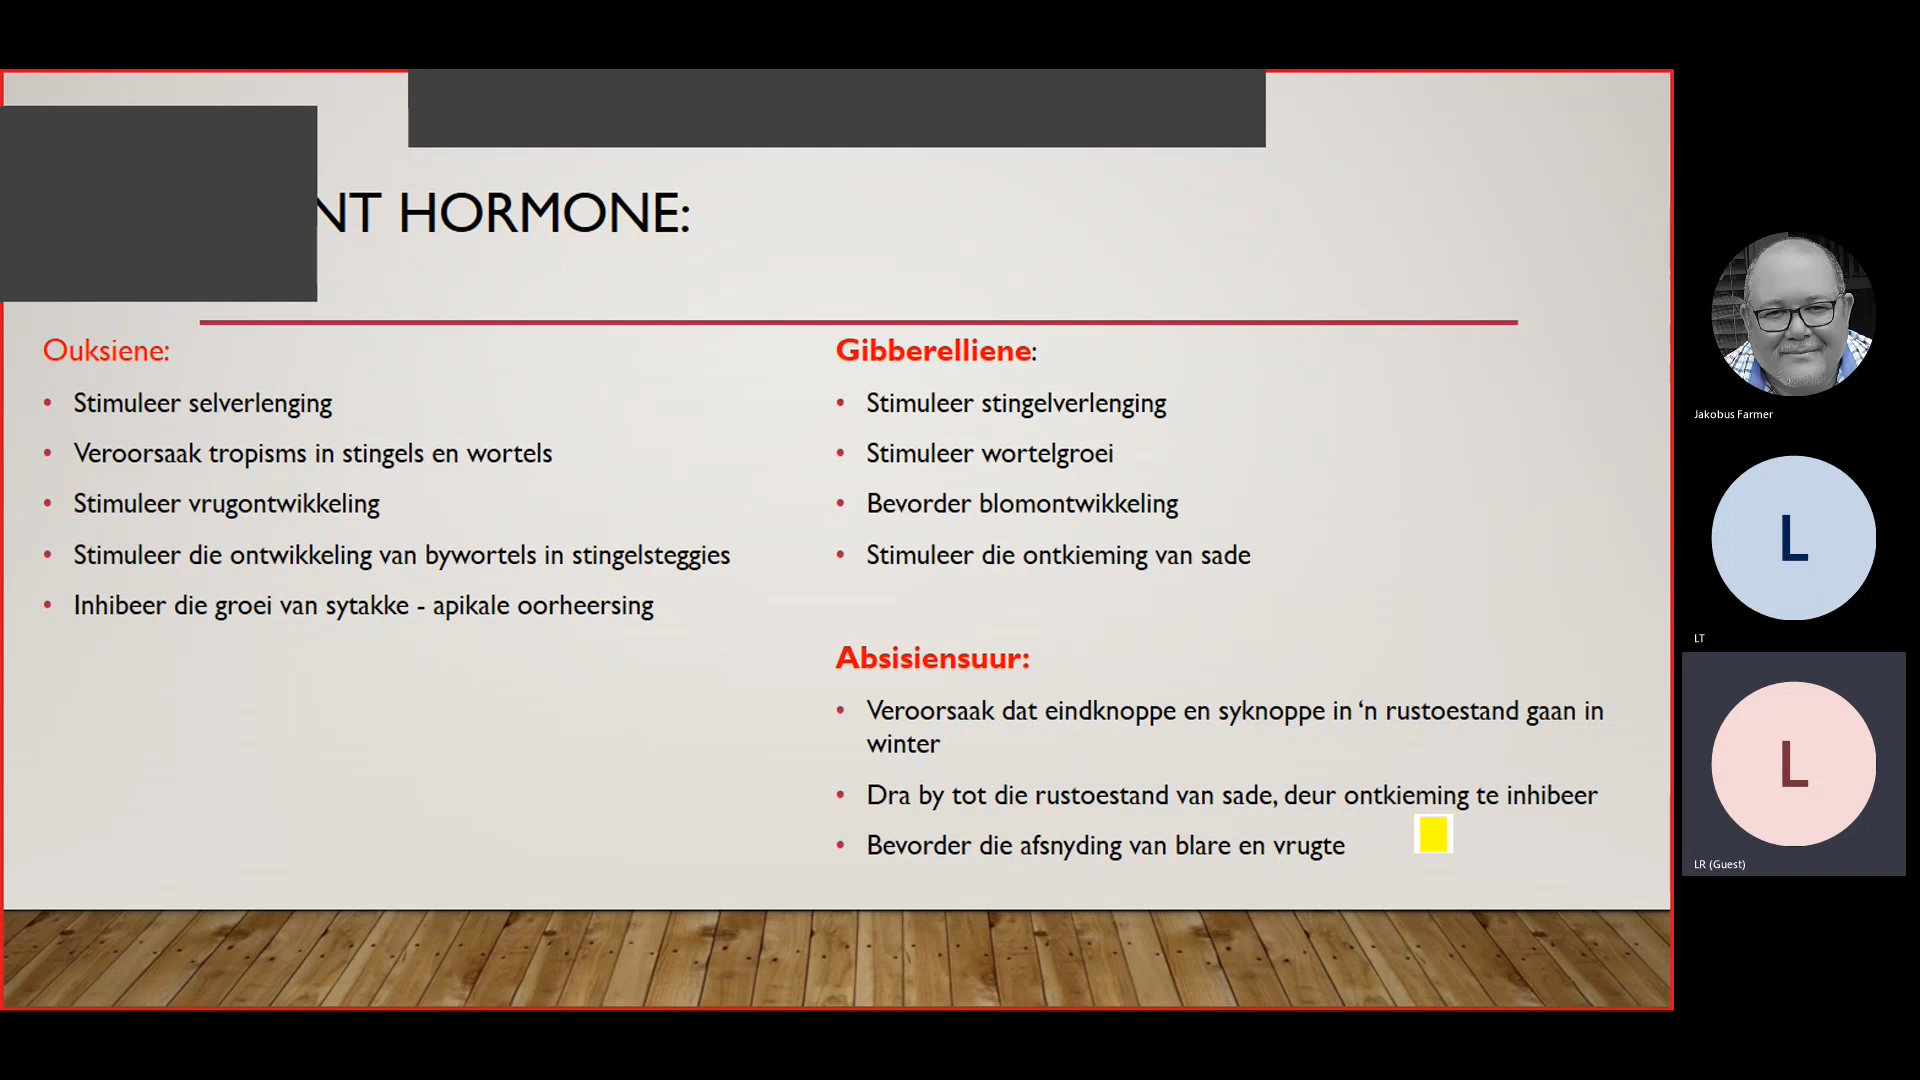 NT HORMONE:
Ouksiene:
• Stimuleer selverlenging
• Veroorsaak tropisms in stingels en wortels
• Stimuleer vrugontwikkeling
• Stimuleer die ontwikkeling van bywortels in stingelsteggies
• Inhibeer die groei van sytakke - apikale oorheersing
Gibberelliene:
• Stimuleer stingelverlenging
• Stimuleer wortelgroei
• Bevorder blomontwikkeling
• Stimuleer die ontkieming van sade
Absisiensuur:
• Veroorsaak dat eindknoppe en syknoppe in ‘n rustoestand gaan in
winter
• Dra by tot die rustoestand van sade, deur ontkieming te inhibeer
• Bevorder die afsnyding van blare en vrugte
Jakobus Farmer
L
LT
L
LR (Guest)